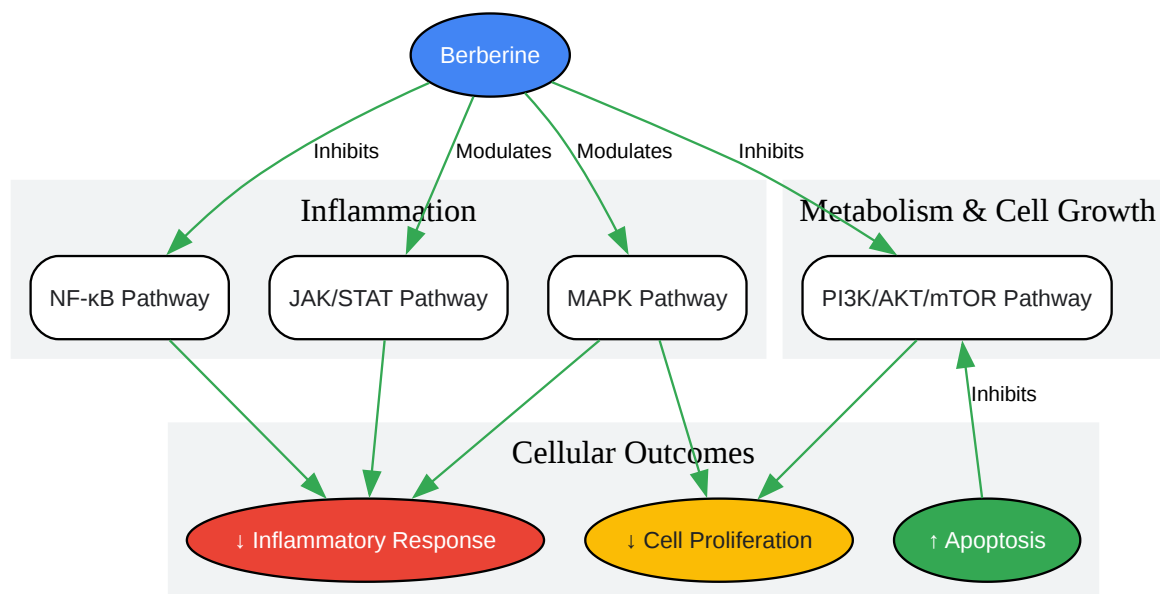 Berberine
Inhibits
Modulates
Modulates
Inhibits
Inflammation
Metabolism & Cell Growth
NF-κB Pathway
JAK/STAT Pathway
MAPK Pathway
PI3K/AKT/mTOR Pathway
Inhibits
Cellular Outcomes
↓ Inflammatory Response
↓ Cell Proliferation
↑ Apoptosis